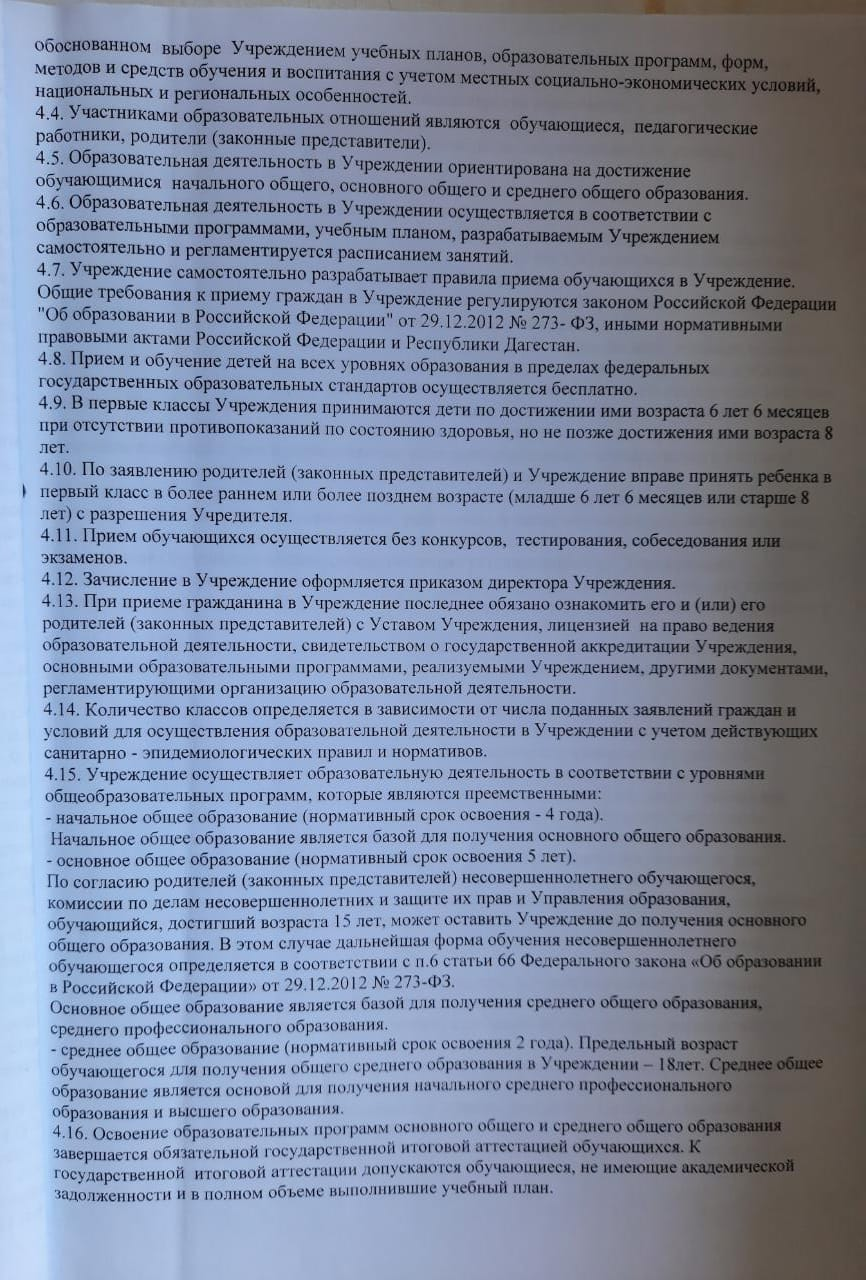 обоснованном выборе Учреждением учебных планов, образовательных программ, форм,
методов и средств обучения и воспитания с учетом местных социально-экономических условий,
национальных и региональных особенностей.
4.4. Участниками образовательных отношений являются обучающиеся, педагогические
работники, родители (законные представители).
4.5. Образовательная деятельность в Учреждении ориентирована на достижение
обучающимися начального общего, основного общего и среднего общего образования.
4.6. Образовательная деятельность в Учреждении осуществляется в соответствии с
образовательными программами, учебным планом, разрабатываемым Учреждением
самостоятельно и регламентируется расписанием занятий.
4.7. Учреждение самостоятельно разрабатывает правила приема обучающихся в Учреждение.
Общие требования к приему граждан в Учреждение регулируются законом Российской Федерации
"Об образовании в Российской Федерации" от 29.12.2012 № 273- ФЗ, иными нормативными
правовыми актами Российской Федерации и Республики Дагестан.
4.8. Прием и обучение детей на всех уровнях образования в пределах федеральных
государственных образовательных стандартов осуществляется бесплатно.
4.9. В первые классы Учреждения принимаются дети по достижении ими возраста 6 лет 6 месяцев
при отсутствии противопоказаний по состоянию здоровья, но не позже достижения ими возраста 8
лет.
4.10. По заявлению родителей (законных представителей) и Учреждение вправе принять ребенка в
первый класс в более раннем или более позднем возрасте (младше 6 лет 6 месяцев или старше 8
лет) с разрешения Учредителя.
4.11. Прием обучающихся осуществляется без конкурсов, тестирования, собеседования или
экзаменов.
4.12. Зачисление в Учреждение оформляется приказом директора Учреждения.
4.13. При приеме гражданина в Учреждение последнее обязано ознакомить его и (или) его
родителей (законных представителей) с Уставом Учреждения, лицензией на право ведения
образовательной деятельности, свидетельством о государственной аккредитации Учреждения,
основными образовательными программами, реализуемыми Учреждением, другими документами,
регламентирующими организацию образовательной деятельности.
4.14. Количество классов определяется в зависимости от числа поданных заявлений граждан и
условий для осуществления образовательной деятельности в Учреждении с учетом действующих
санитарно - эпидемиологических правил и нормативов.
4.15. Учреждение осуществляет образовательную деятельность в соответствии с уровнями
общеобразовательных программ, которые являются преемственными:
- начальное общее образование (нормативный срок освоения - 4 года).
Начальное общее образование является базой для получения основного общего образования.
- основное общее образование (нормативный срок освоения 5 лет).
По согласию родителей (законных представителей) несовершеннолетнего обучающегося,
комиссии по делам несовершеннолетних и защите их прав и Управления образования,
обучающийся, достигший возраста 15 лет, может оставить Учреждение до получения основного
общего образования. В этом случае дальнейшая форма обучения несовершеннолетнего
обучающегося определяется в соответствии с п.6 статьи 66 Федерального закона «Об образовании
в Российской Федерации» от 29.12.2012 № 273-ФЗ.
Основное общее образование является базой для получения среднего общего образования,
среднего профессионального образования.
- среднее общее образование (нормативный срок освоения 2 года). Предельный возраст
обучающегося для получения общего среднего образования в Учреждении – 18лет. Среднее общее
образование является основой для получения начального среднего профессионального
образования и высшего образования.
4.16. Освоение образовательных программ основного общего и среднего общего образования
завершается обязательной государственной итоговой аттестацией обучающихся. К
государственной итоговой аттестации допускаются обучающиеся, не имеющие академической
задолженности и в полном объеме выполнившие учебный план.